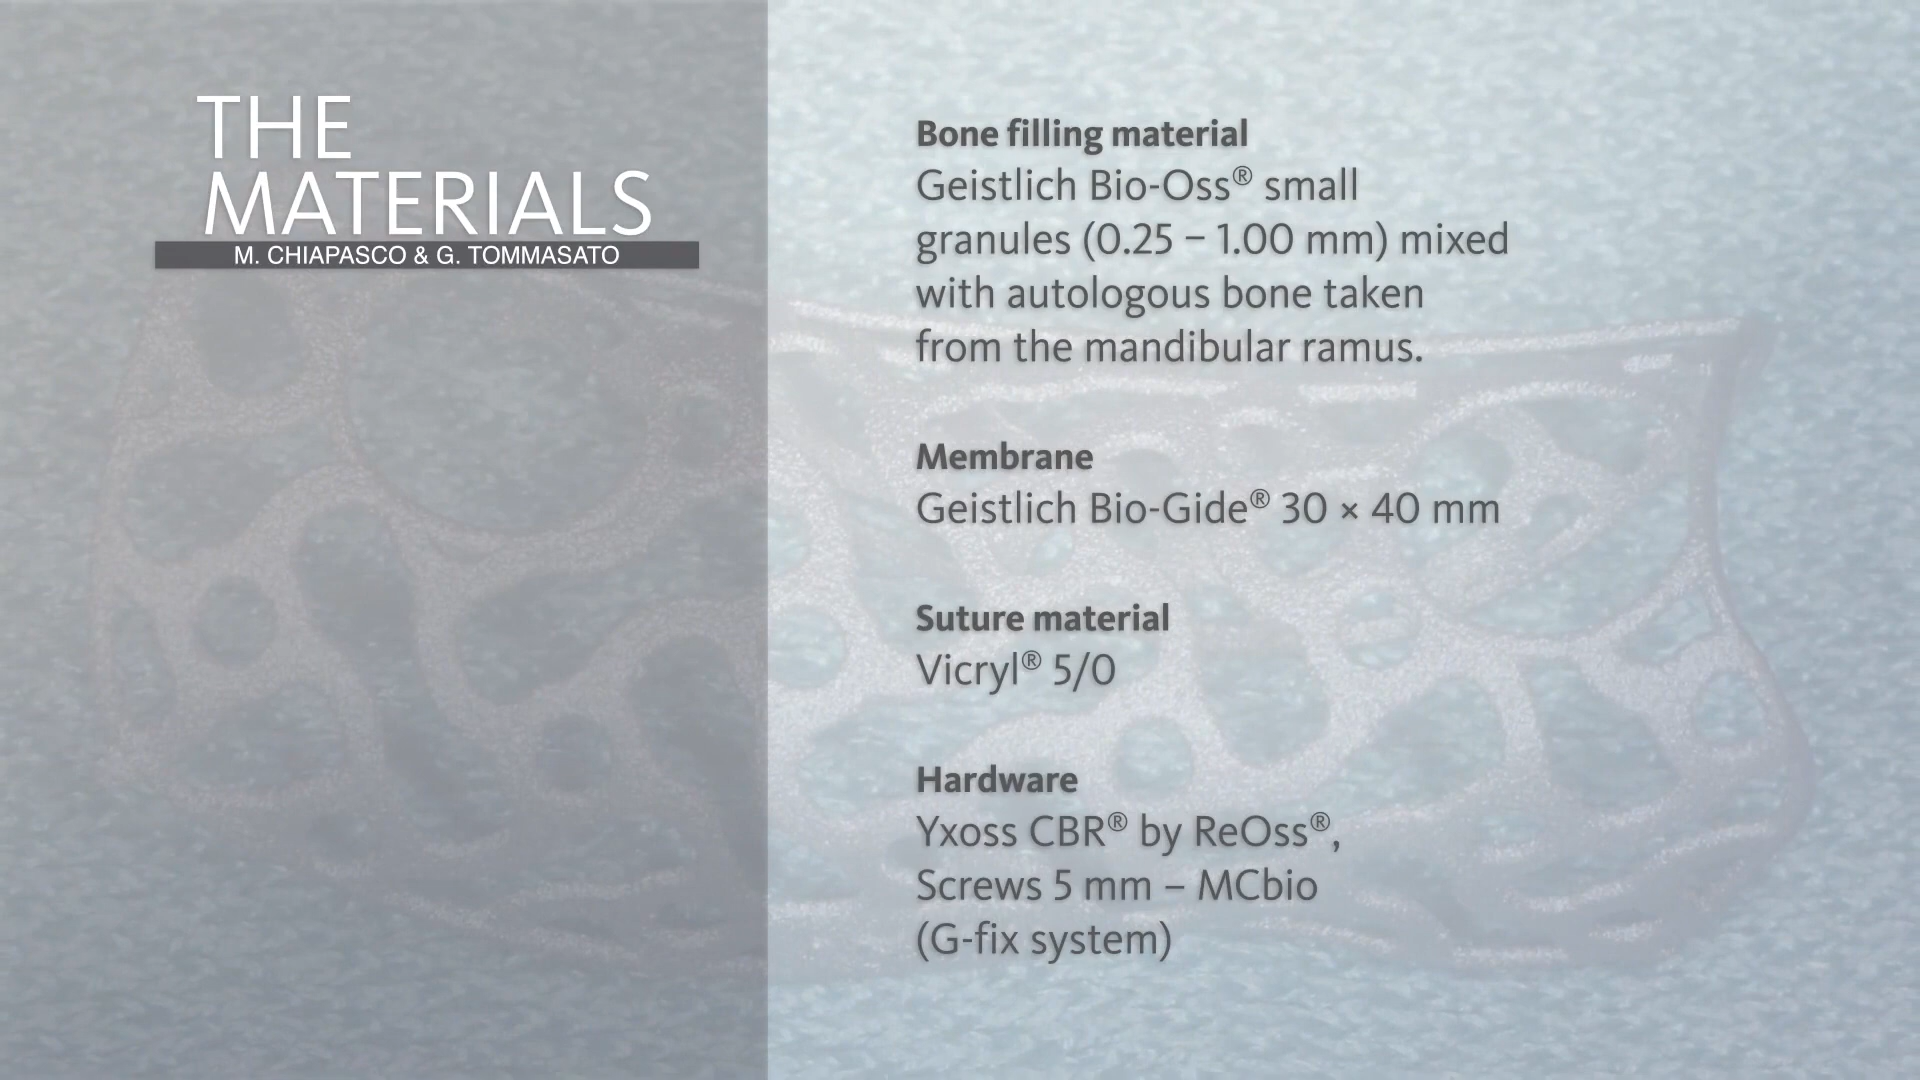 THE
MATERIALS
M. CHIAPASCO & G. TOMMASATO
Bone filling material
Geistlich Bio-Oss® small
granules (0.25 – 1.00 mm) mixed
with autologous bone taken
from the mandibular ramus.
Membrane
Geistlich Bio-Gide® 30 × 40 mm
Suture material
Vicryl® 5/0
Hardware
Yxoss CBR® by ReOss®,
Screws 5 mm – MCbio
(G-fix system)